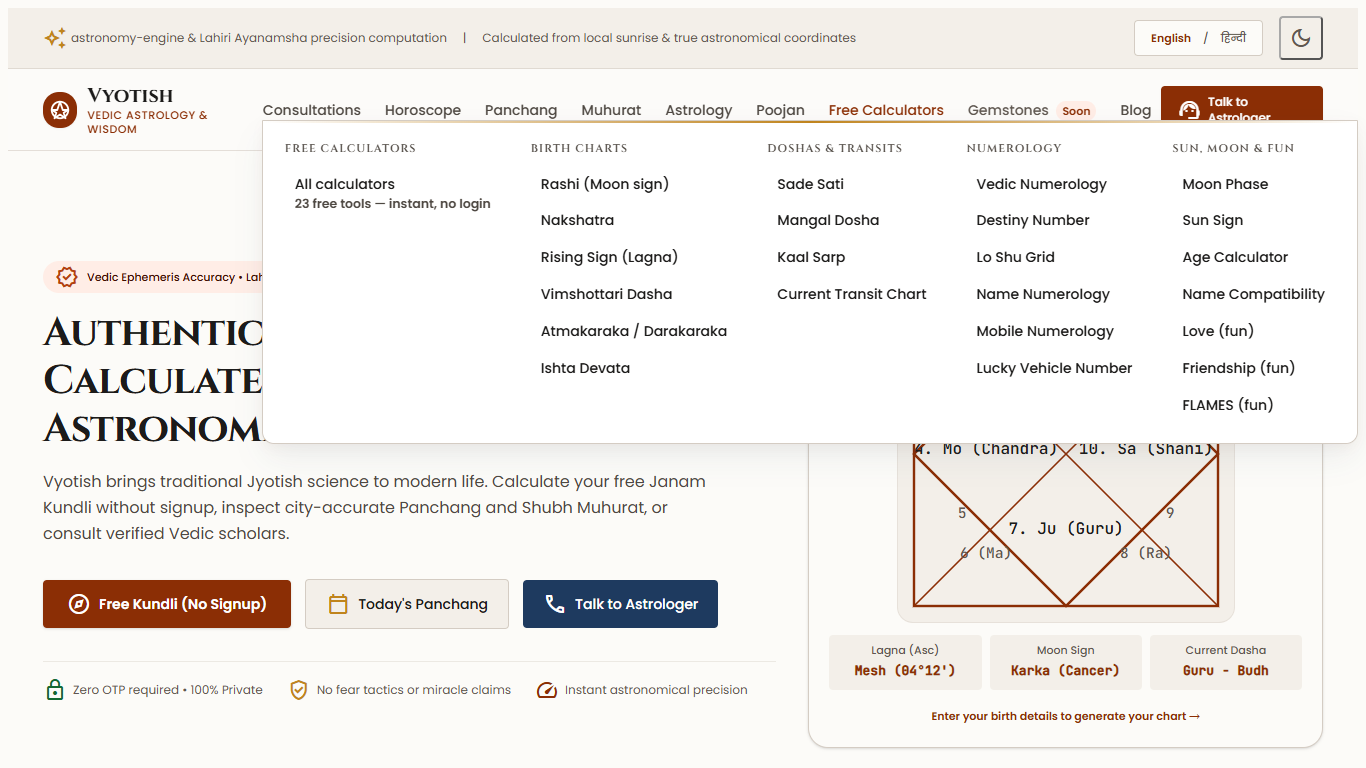 astronomy-engine & Lahiri Ayanamsha precision computation | Calculated from local sunrise & true astronomical coordinates
English / हिन्दी
VYOTISH
VEDIC ASTROLOGY &
WISDOM
Consultations Horoscope Panchang Muhurat Astrology Poojan Free Calculators Gemstones Soon Blog
Talk to
Astrologer
FREE CALCULATORS
All calculators
23 free tools — instant, no login
BIRTH CHARTS
Rashi (Moon sign)
Nakshatra
Rising Sign (Lagna)
Vimshottari Dasha
Atmakaraka / Darakaraka
Ishta Devata
DOSHAS & TRANSITS
Sade Sati
Mangal Dosha
Kaal Sarp
Current Transit Chart
NUMEROLOGY
Vedic Numerology
Destiny Number
Lo Shu Grid
Name Numerology
Mobile Numerology
Lucky Vehicle Number
SUN, MOON & FUN
Moon Phase
Sun Sign
Age Calculator
Name Compatibility
Love (fun)
Friendship (fun)
FLAMES (fun)
Vedic Ephemeris Accuracy •
AUTHENTIC
CALCULATE
Vyotish brings traditional Jyotish science to modern life. Calculate your free Janam
Kundli without signup, inspect city-accurate Panchang and Shubh Muhurat, or
consult verified Vedic scholars.
Free Kundli (No Signup)
Today's Panchang
Talk to Astrologer
Zero OTP required • 100% Private
No fear tactics or miracle claims
Instant astronomical precision
4. Mo (Chandra) 10. Sa (Shani)
5 9
7. Ju (Guru)
6 (Ma) 8 (Ra)
Lagna (Asc)
Mesh (04°12')
Moon Sign
Karka (Cancer)
Current Dasha
Guru - Budh
Enter your birth details to generate your chart →